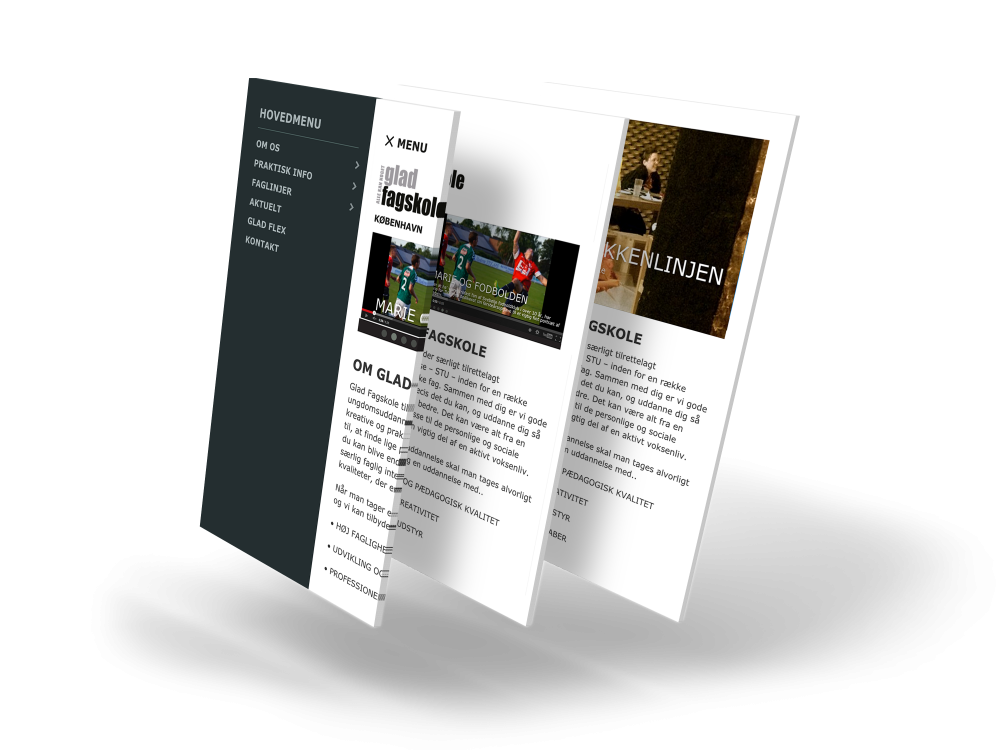 HOVEDMENU
OM OS
PRAKTISK INFO
FAGLINJER
AKTUELT
GLAD FLEX
KONTAKT
MENU
glad
fagskole
KØBENHAVN
MARIE
OM GLAD
Glad Fagskole
ungdomsuddann
kreative og prak
til, at finde lige
du kan blive end
særlig faglig inte
kvaliteter, der e
Når man tager e
og vi kan tilbyde
• HØJ FAGLIGHE
• UDVIKLING OG
• PROFESSIONE
le
MARIE OG FODBOLDEN
FAGSKOLE
der særligt tilrettelagt
e – STU – inden for en række
ke fag. Sammen med dig er vi gode
cis det du kan, og uddanne dig så
bedre. Det kan være alt fra en
se til de personlige og sociale
vigtig del af en aktivt voksenliv.
uddannelse skal man tages alvorligt
g en uddannelse med..
OG PÆDAGOGISK KVALITET
REATIVITET
UDSTYR
KKENLINJEN
GSKOLE
særligt tilrettelagt
– STU – inden for en række
ag. Sammen med dig er vi gode
det du kan, og uddanne dig så
dre. Det kan være alt fra en
til de personlige og sociale
gtig del af en aktivt voksenliv.
annelse skal man tages alvorligt
n uddannelse med..
PÆDAGOGISK KVALITET
ATIVITET
STYR
ABER